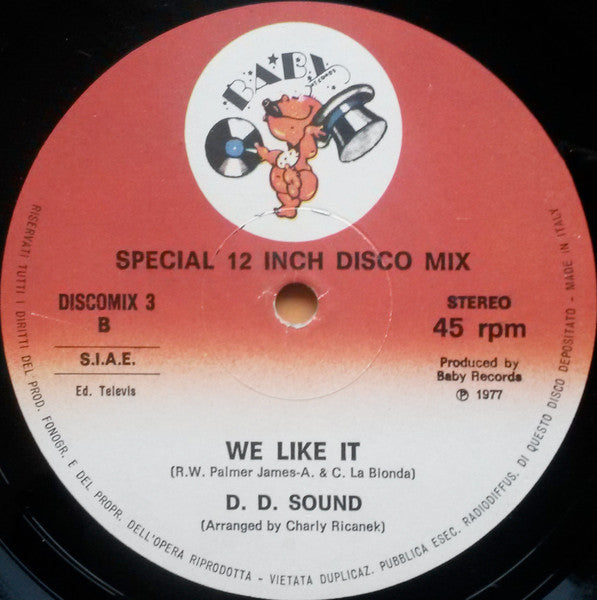 BABY
RECORDS
SPECIAL 12 INCH DISCO MIX
DISCOMIX 3
B
S.I.A.E.
Ed. Televis
STEREO
45 rpm
Produced by
Baby Records
℗ 1977
WE LIKE IT
(R.W. Palmer James-A. & C. La Bionda)
D. D. SOUND
(Arranged by Charly Ricanek)
RISERVATI TUTTI I DIRITTI DEL PROD. FONOGR. E DEL PROPR. DELL'OPERA RIPRODOTTA - VIETATA DUPLICAZ. PUBBLICA ESEC. RADIODIFFUS. DI QUESTO DISCO DEPOSITATO - MADE IN ITALY